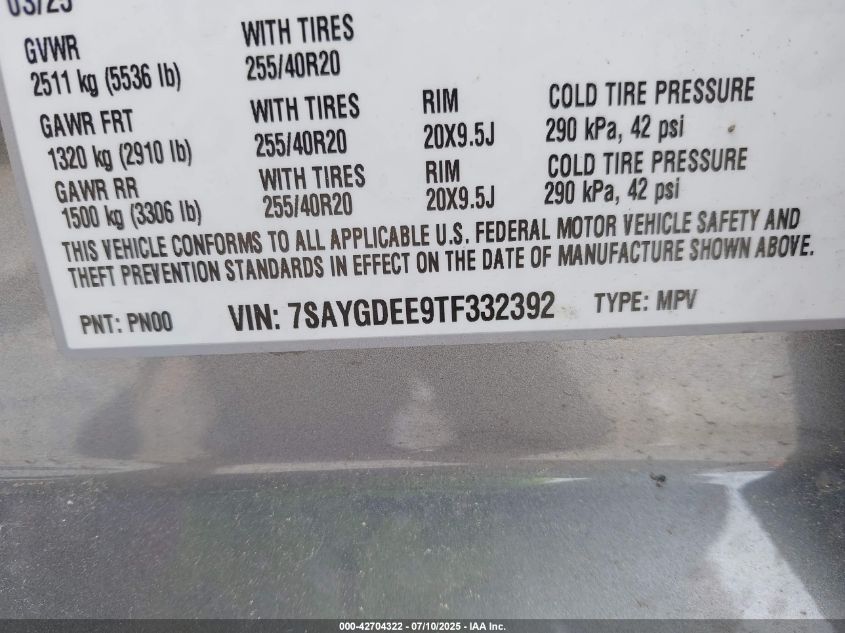 03/25
GVWR WITH TIRES
2511 kg (5536 lb) 255/40R20
GAWR FRT WITH TIRES RIM COLD TIRE PRESSURE
1320 kg (2910 lb) 255/40R20 20X9.5J 290 kPa, 42 psi
GAWR RR WITH TIRES RIM COLD TIRE PRESSURE
1500 kg (3306 lb) 255/40R20 20X9.5J 290 kPa, 42 psi
THIS VEHICLE CONFORMS TO ALL APPLICABLE U.S. FEDERAL MOTOR VEHICLE SAFETY AND
THEFT PREVENTION STANDARDS IN EFFECT ON THE DATE OF MANUFACTURE SHOWN ABOVE.
PNT: PN00 VIN: 7SAYGDEE9TF332392 TYPE: MPV
000-42704322 - 07/10/2025 - IAA Inc.